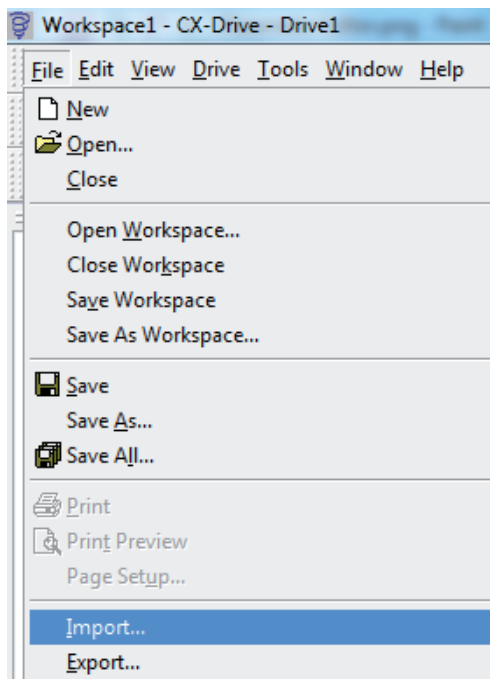 Workspace1 - CX-Drive - Drive1
File Edit View Drive Tools Window Help
New
Open...
Close
Open Workspace...
Close Workspace
Save Workspace
Save As Workspace...
Save
Save As...
Save All...
Print
Print Preview
Page Setup...
Import...
Export...